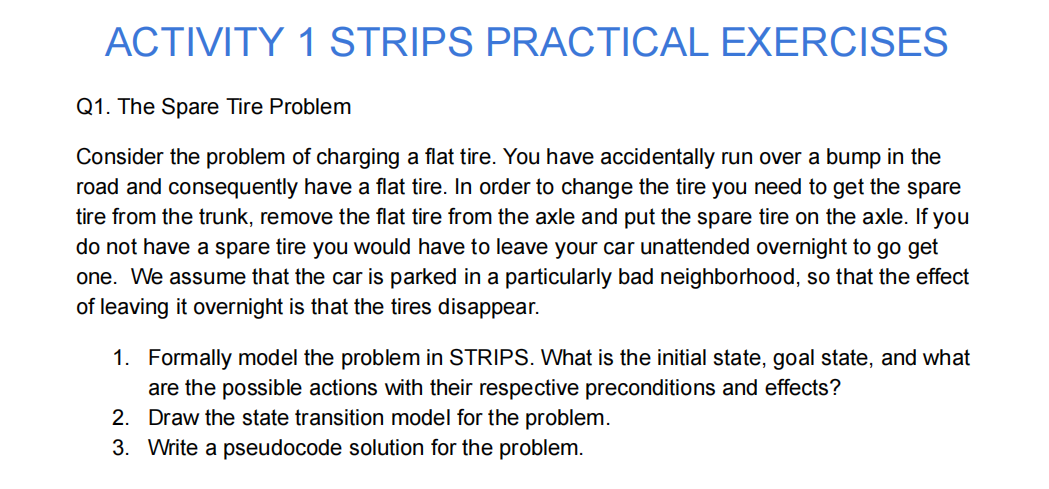 ACTIVITY 1 STRIPS PRACTICAL EXERCISES
Q1. The Spare Tire Problem
Consider the problem of charging a flat tire. You have accidentally run over a bump in the
road and consequently have a flat tire. In order to change the tire you need to get the spare
tire from the trunk, remove the flat tire from the axle and put the spare tire on the axle. If you
do not have a spare tire you would have to leave your car unattended overnight to go get
one.  We assume that the car is parked in a particularly bad neighborhood, so that the effect
of leaving it overnight is that the tires disappear.
1. Formally model the problem in STRIPS. What is the initial state, goal state, and what
are the possible actions with their respective preconditions and effects?
2. Draw the state transition model for the problem.
3. Write a pseudocode solution for the problem.